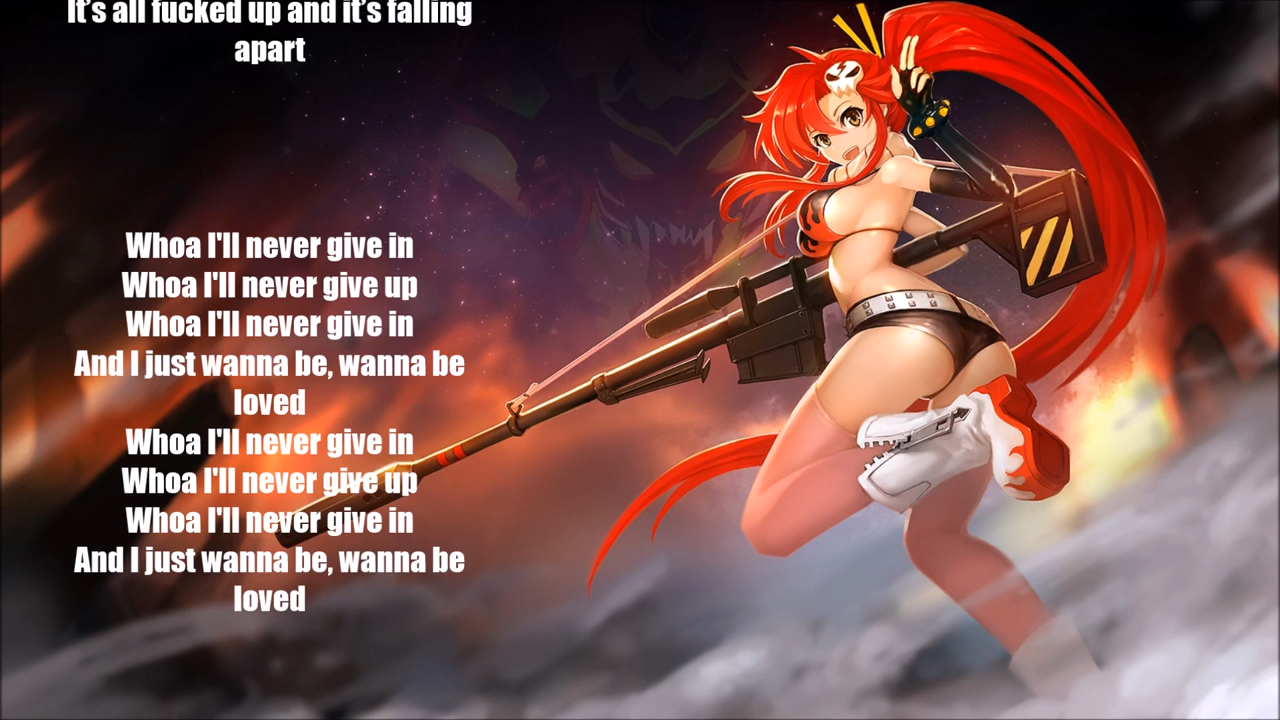 It’s all fucked up and it’s falling
apart
Whoa I'll never give in
Whoa I'll never give up
Whoa I'll never give in
And I just wanna be, wanna be
loved
Whoa I'll never give in
Whoa I'll never give up
Whoa I'll never give in
And I just wanna be, wanna be
loved